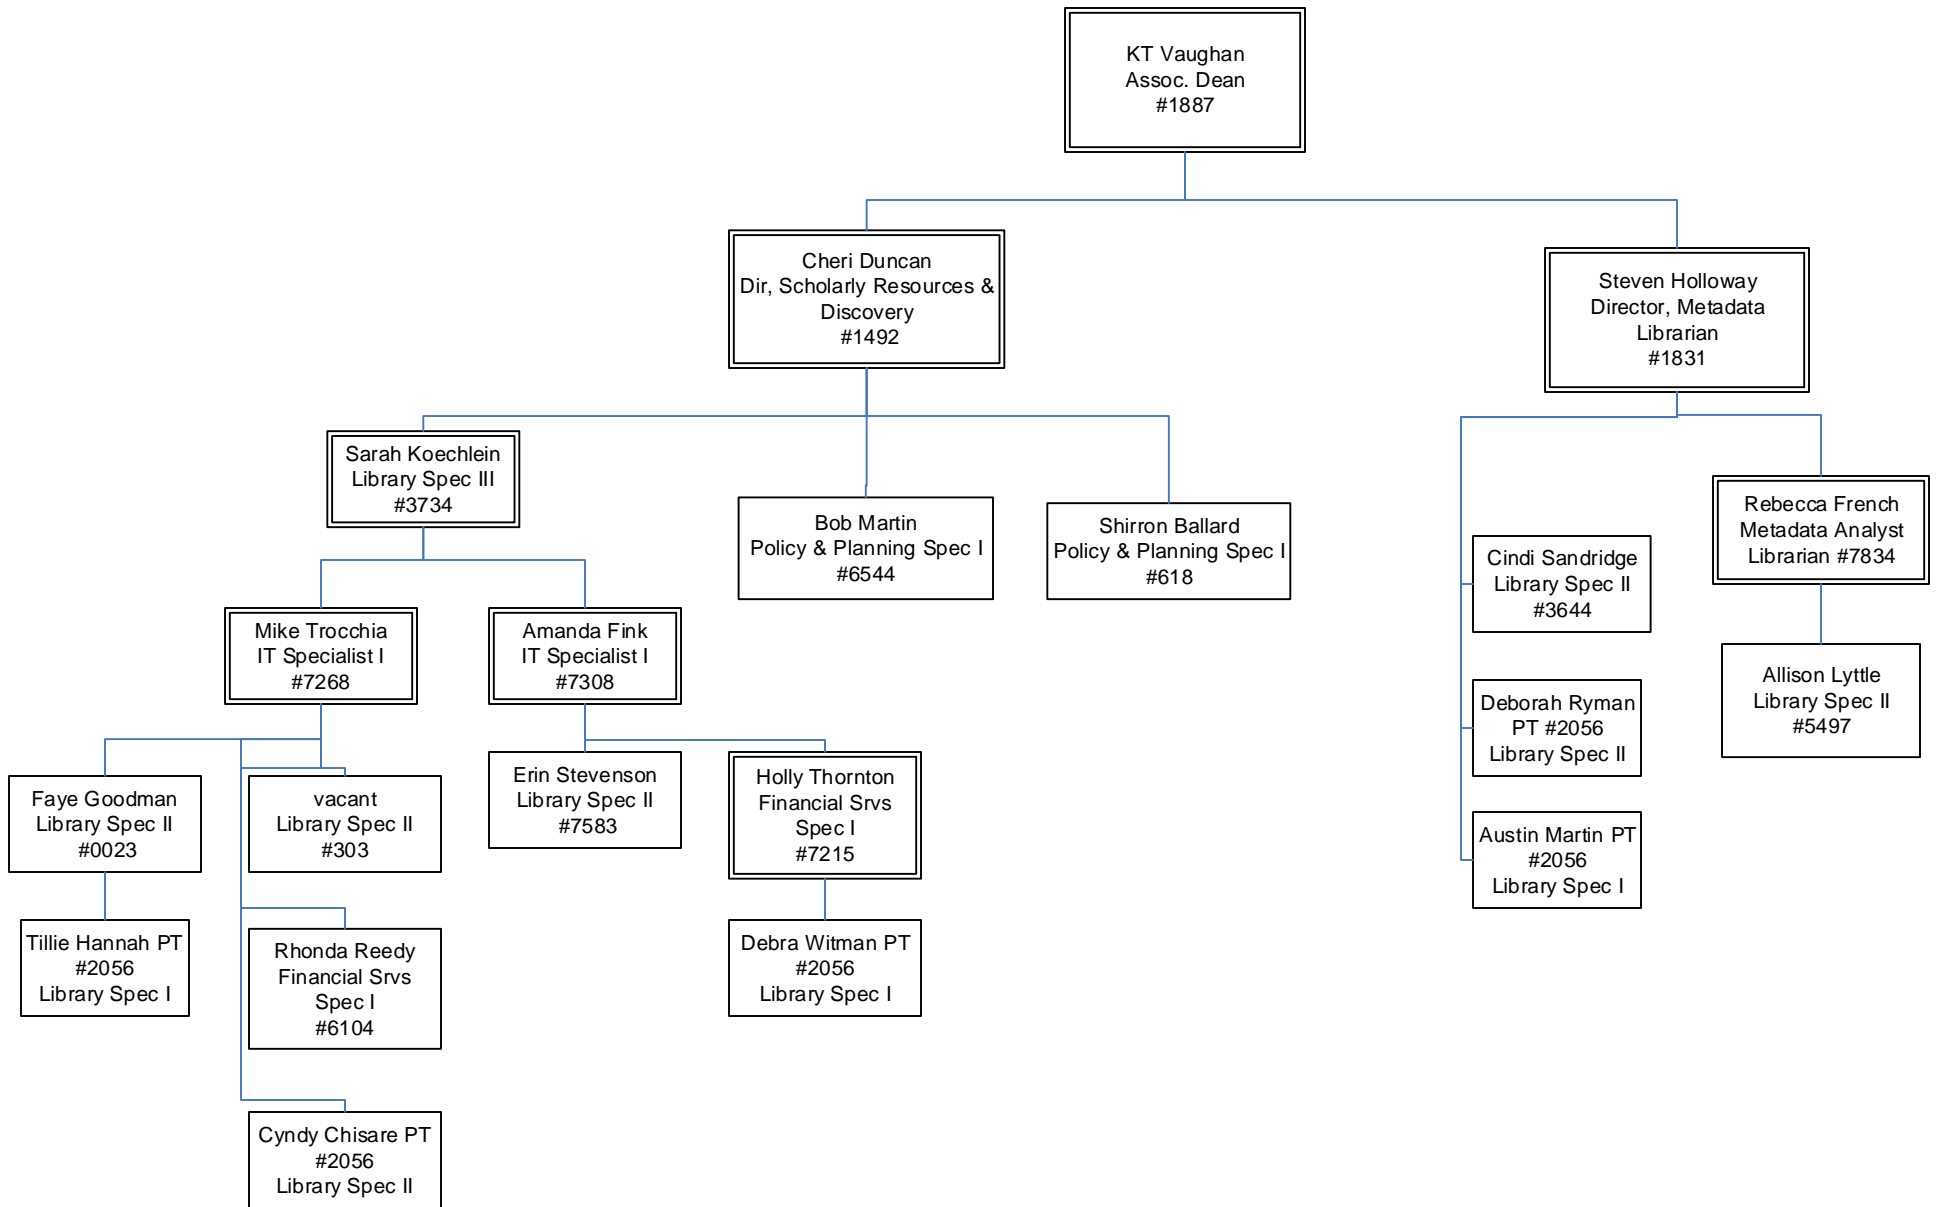 KT Vaughan
Assoc. Dean
#1887
Cheri Duncan
Dir, Scholarly Resources &
Discovery
#1492
Steven Holloway
Director, Metadata
Librarian
#1831
Sarah Koechlein
Library Spec III
#3734
Bob Martin
Policy & Planning Spec I
#6544
Shirron Ballard
Policy & Planning Spec I
#618
Rebecca French
Metadata Analyst
Librarian #7834
Cindi Sandridge
Library Spec II
#3644
Mike Trocchia
IT Specialist I
#7268
Amanda Fink
IT Specialist I
#7308
Allison Lyttle
Library Spec II
#5497
Deborah Ryman
PT #2056
Library Spec II
Faye Goodman
Library Spec II
#0023
vacant
Library Spec II
#303
Erin Stevenson
Library Spec II
#7583
Holly Thornton
Financial Srvs
Spec I
#7215
Austin Martin PT
#2056
Library Spec I
Tillie Hannah PT
#2056
Library Spec I
Rhonda Reedy
Financial Srvs
Spec I
#6104
Debra Witman PT
#2056
Library Spec I
Cyndy Chisare PT
#2056
Library Spec II